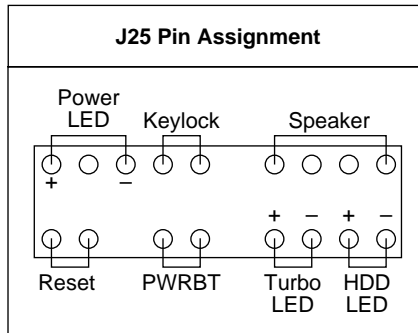 J25 Pin Assignment
Power
LED
Keylock
Speaker
+ −
+ − + −
Reset
PWRBT
Turbo
LED
HDD
LED